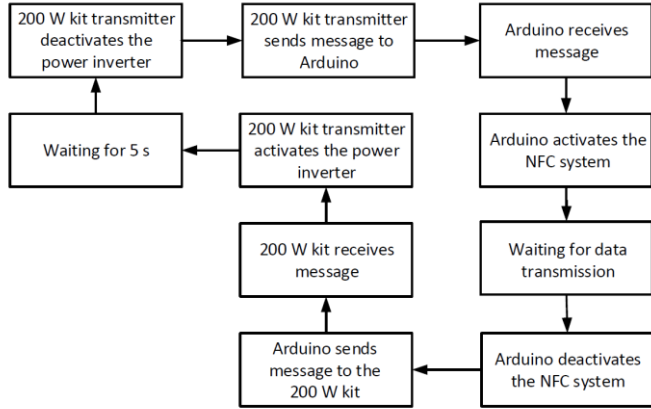 200 W kit transmitter
deactivates the
power inverter
200 W kit transmitter
sends message to
Arduino
Arduino receives
message
Waiting for 5 s
200 W kit transmitter
activates the power
inverter
Arduino activates the
NFC system
200 W kit receives
message
Waiting for data
transmission
Arduino sends
message to the
200 W kit
Arduino deactivates
the NFC system